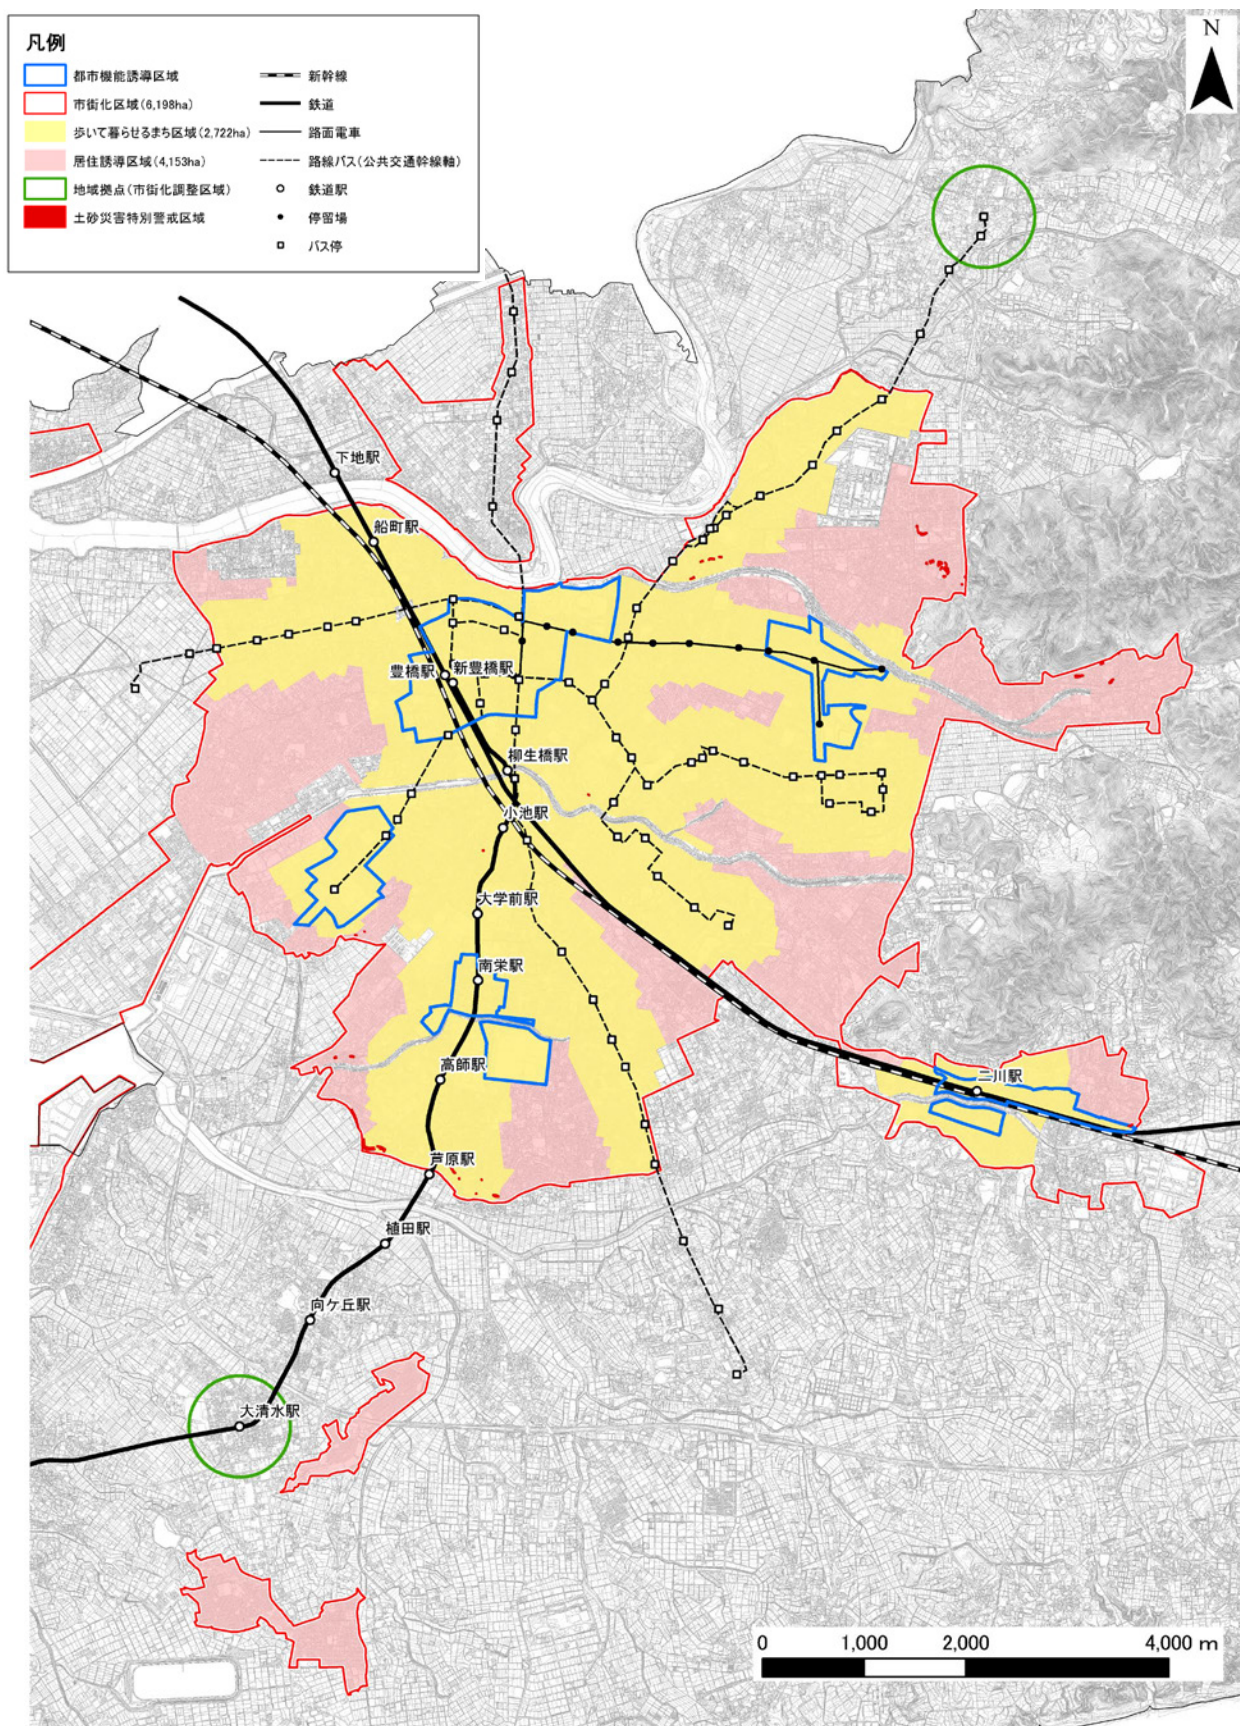 凡例
都市機能誘導区域
市街化区域(6,198ha)
歩いて暮らせるまち区域(2,722ha)
居住誘導区域(4,153ha)
地域拠点(市街化調整区域)
土砂災害特別警戒区域
新幹線
鉄道
路面電車
路線バス(公共交通幹線軸)
鉄道駅
停留場
バス停
N
下地駅
船町駅
豊橋駅
新豊橋駅
柳生橋駅
小池駅
大学前駅
南栄駅
高師駅
二川駅
芦原駅
植田駅
向ケ丘駅
大清水駅
0 1,000 2,000 4,000 m